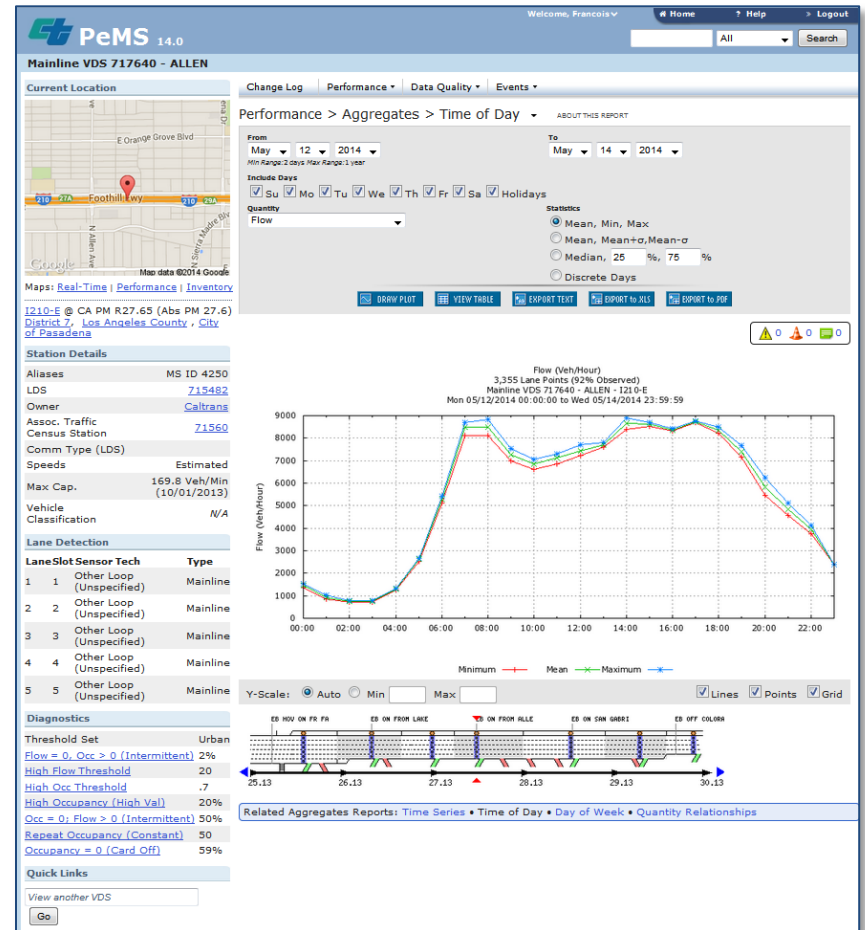 Welcome, Francois
Home
? Help
» Logout
PeMS 14.0
All
Search
Mainline VDS 717640 - ALLEN
Current Location
E Orange Grove Blvd
210
27A
Foothill Fwy
210
29A
N Allen Ave
N Sierra Madre Blvd
Google
Map data ©2014 Google
Maps: Real-Time | Performance | Inventory
I210-E @ CA PM R27.65 (Abs PM 27.6)
District 7, Los Angeles County , City
of Pasadena
Station Details
Aliases MS ID 4250
LDS 715482
Owner Caltrans
Assoc. Traffic
Census Station 71560
Comm Type (LDS)
Speeds Estimated
Max Cap. 169.8 Veh/Min
(10/01/2013)
Vehicle
Classification N/A
Lane Detection
Lane Slot Sensor Tech Type
1 1 Other Loop
(Unspecified) Mainline
2 2 Other Loop
(Unspecified) Mainline
3 3 Other Loop
(Unspecified) Mainline
4 4 Other Loop
(Unspecified) Mainline
5 5 Other Loop
(Unspecified) Mainline
Diagnostics
Threshold Set Urban
Flow = 0, Occ > 0 (Intermittent) 2%
High Flow Threshold 20
High Occ Threshold .7
High Occupancy (High Val) 20%
Occ = 0; Flow > 0 (Intermittent) 50%
Repeat Occupancy (Constant) 50
Occupancy = 0 (Card Off) 59%
Quick Links
View another VDS
Go
Change Log Performance Data Quality Events
Performance > Aggregates > Time of Day ABOUT THIS REPORT
From
May 12 2014
Min Range:2 days Max Range:1 year
To
May 14 2014
Include Days
Su Mo Tu We Th Fr Sa Holidays
Quantity
Flow
Statistics
Mean, Min, Max
Mean, Mean+σ,Mean-σ
Median, 25 %, 75 %
Discrete Days
DRAW PLOT VIEW TABLE EXPORT TEXT EXPORT to .XLS EXPORT to .PDF
0 0 0
Flow (Veh/Hour)
3,355 Lane Points (92% Observed)
Mainline VDS 717640 - ALLEN - I210-E
Mon 05/12/2014 00:00:00 to Wed 05/14/2014 23:59:59
Flow (Veh/Hour)
9000
8000
7000
6000
5000
4000
3000
2000
1000
0
00:00 02:00 04:00 06:00 08:00 10:00 12:00 14:00 16:00 18:00 20:00 22:00
Minimum Mean Maximum
Y-Scale: Auto Min Max Lines Points Grid
EB HOV ON FR FA EB ON FROM LAKE EB ON FROM ALLE EB ON SAN GABRI EB OFF COLORA
25.13 26.13 27.13 28.13 29.13 30.13
Related Aggregates Reports: Time Series • Time of Day • Day of Week • Quantity Relationships